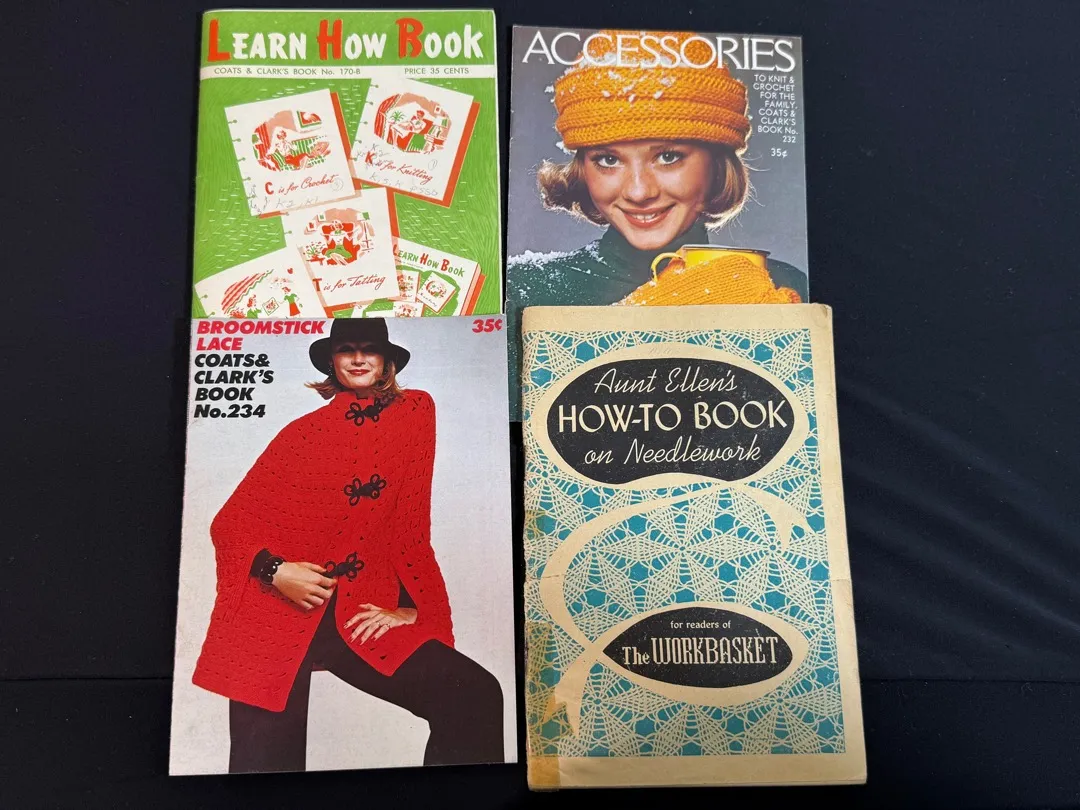 LEARN HOW BOOK
COATS & CLARK'S BOOK No. 170-B PRICE 35 CENTS
C is for Crochet
K is for Knitting
T is for Tatting
LEARN HOW BOOK
ACCESSORIES
TO KNIT &
CROCHET
FOR THE
FAMILY.
COATS &
CLARK'S
BOOK No.
232
35¢
BROOMSTICK
LACE
COATS&
CLARK'S
BOOK
No.234
35¢
Aunt Ellen's
HOW-TO BOOK
on Needlework
for readers of
The WORKBASKET